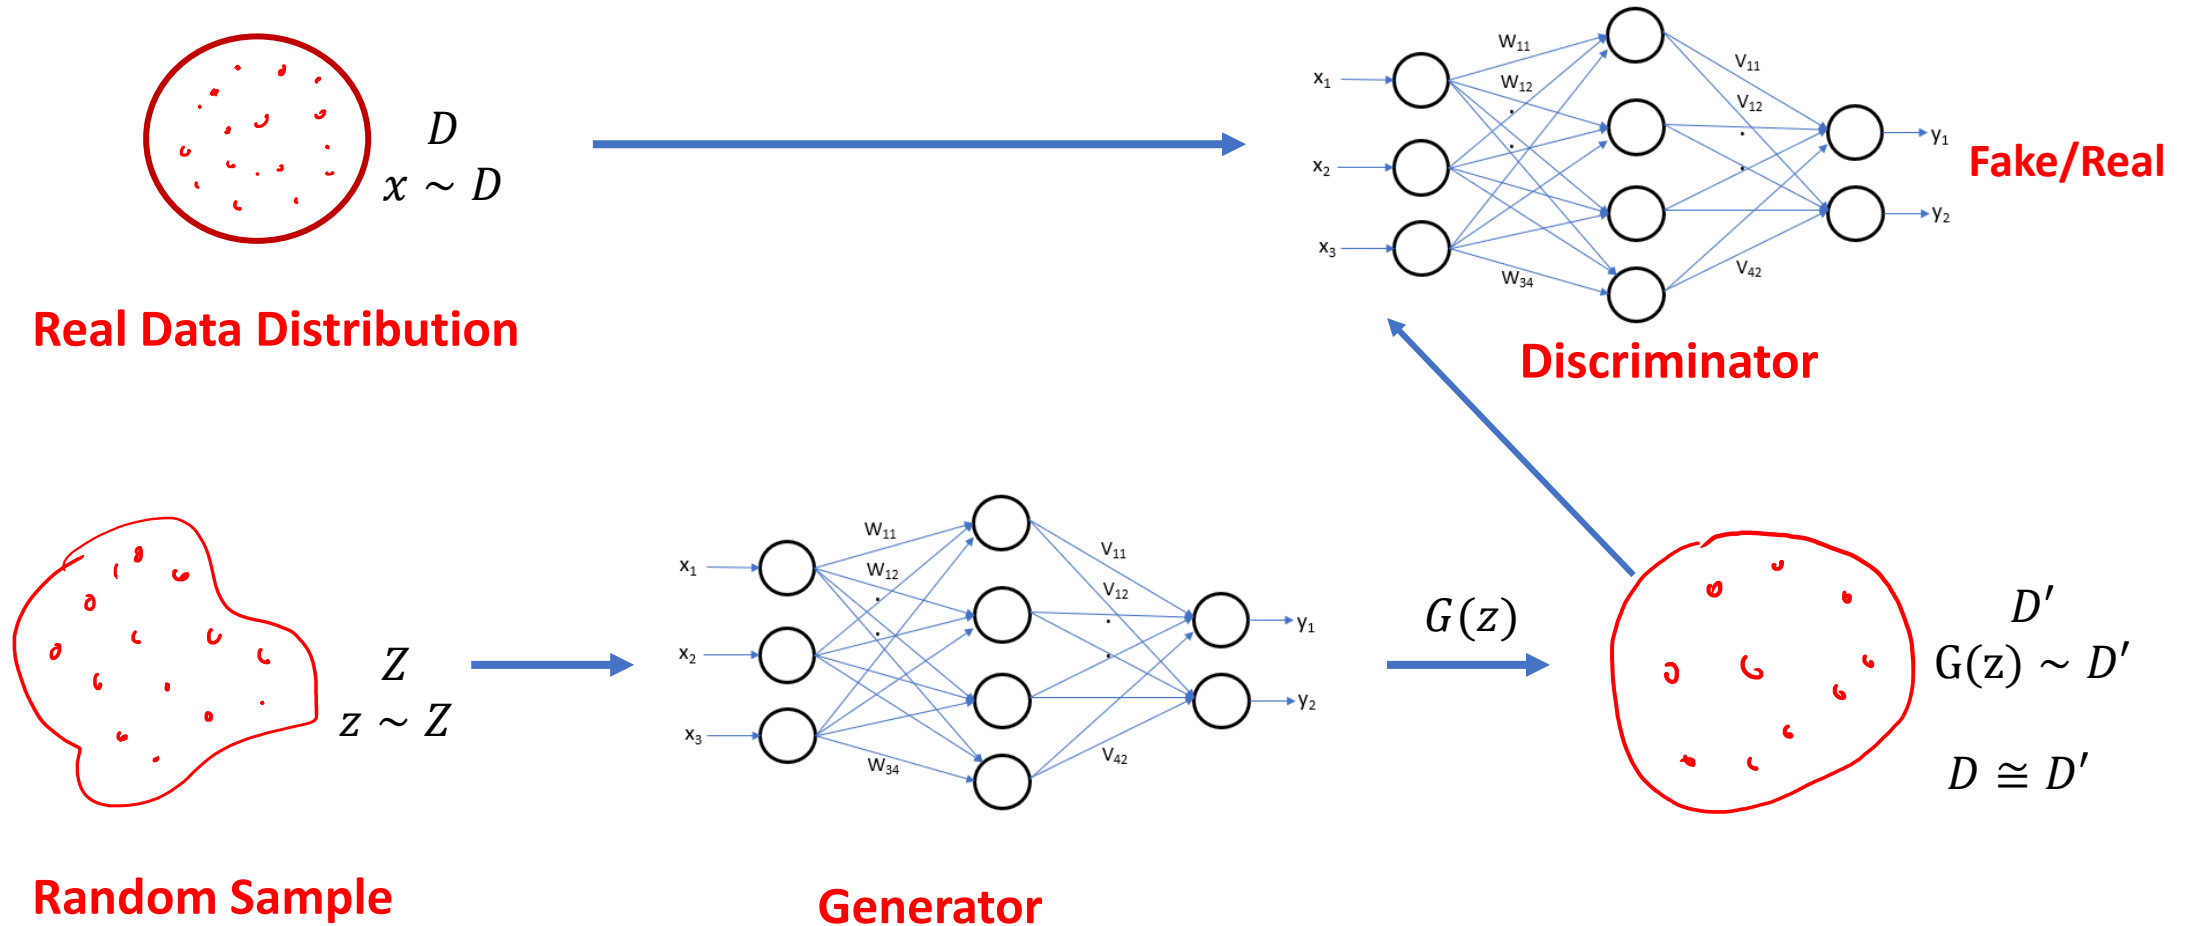 D
x ~ D
Real Data Distribution
x₁
x₂
x₃
W₁₁
W₁₂
W₃₄
V₁₁
V₁₂
V₄₂
y₁
y₂
Fake/Real
Discriminator
Z
z ~ Z
Random Sample
x₁
x₂
x₃
W₁₁
W₁₂
W₃₄
V₁₁
V₁₂
V₄₂
y₁
y₂
Generator
G(z)
D′
G(z) ~ D′
D ≅ D′